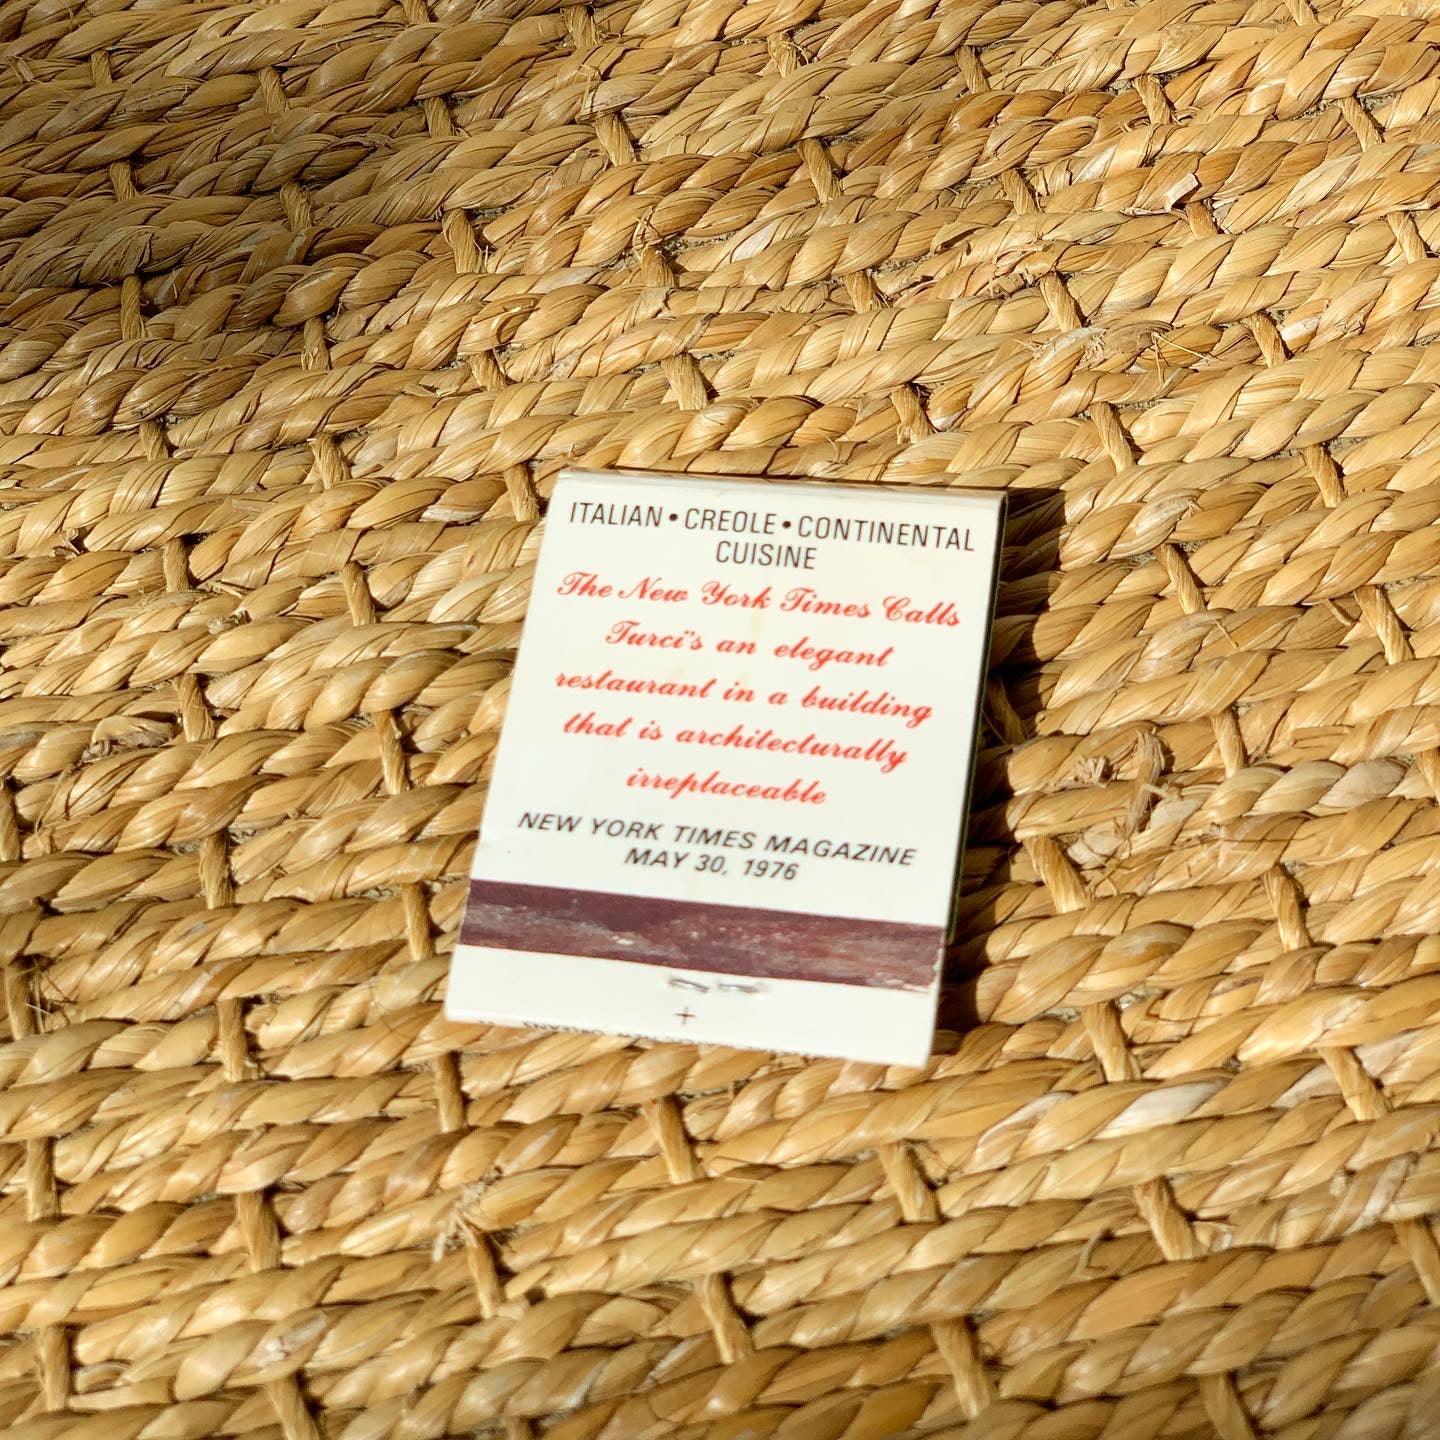 ITALIAN • CREOLE • CONTINENTAL
CUISINE
The New York Times Calls
Turci's an elegant
restaurant in a building
that is architecturally
irreplaceable
NEW YORK TIMES MAGAZINE
MAY 30, 1976
+